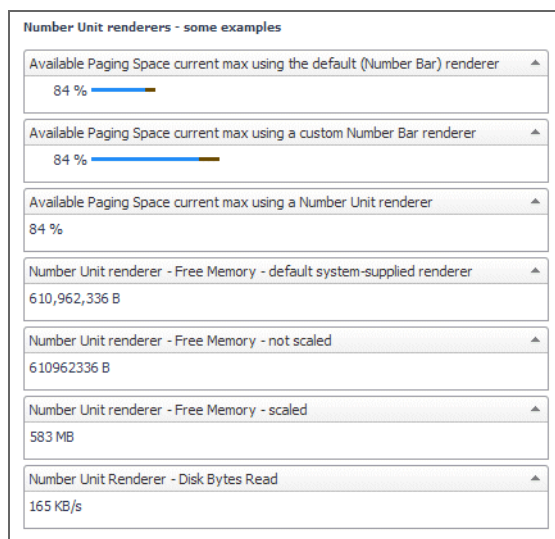 Number Unit renderers - some examples
Available Paging Space current max using the default (Number Bar) renderer
84 %
Available Paging Space current max using a custom Number Bar renderer
84 %
Available Paging Space current max using a Number Unit renderer
84 %
Number Unit renderer - Free Memory - default system-supplied renderer
610,962,336 B
Number Unit renderer - Free Memory - not scaled
610962336 B
Number Unit renderer - Free Memory - scaled
583 MB
Number Unit Renderer - Disk Bytes Read
165 KB/s